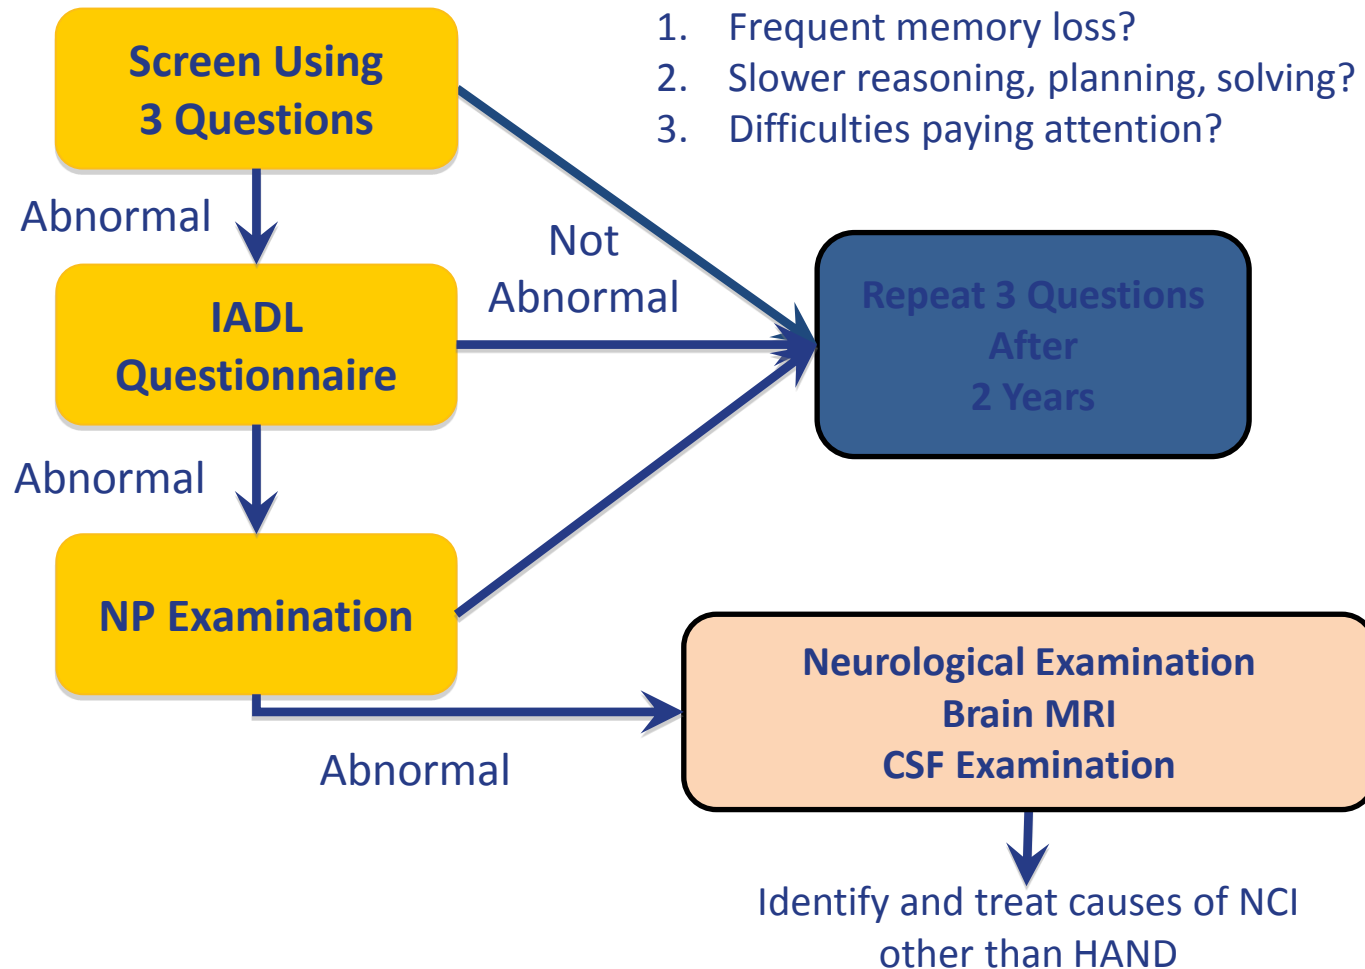 Screen Using
3 Questions
1. Frequent memory loss?
2. Slower reasoning, planning, solving?
3. Difficulties paying attention?
Abnormal
Not
Abnormal
IADL
Questionnaire
Repeat 3 Questions
After
2 Years
Abnormal
NP Examination
Neurological Examination
Brain MRI
CSF Examination
Abnormal
Identify and treat causes of NCI
other than HAND